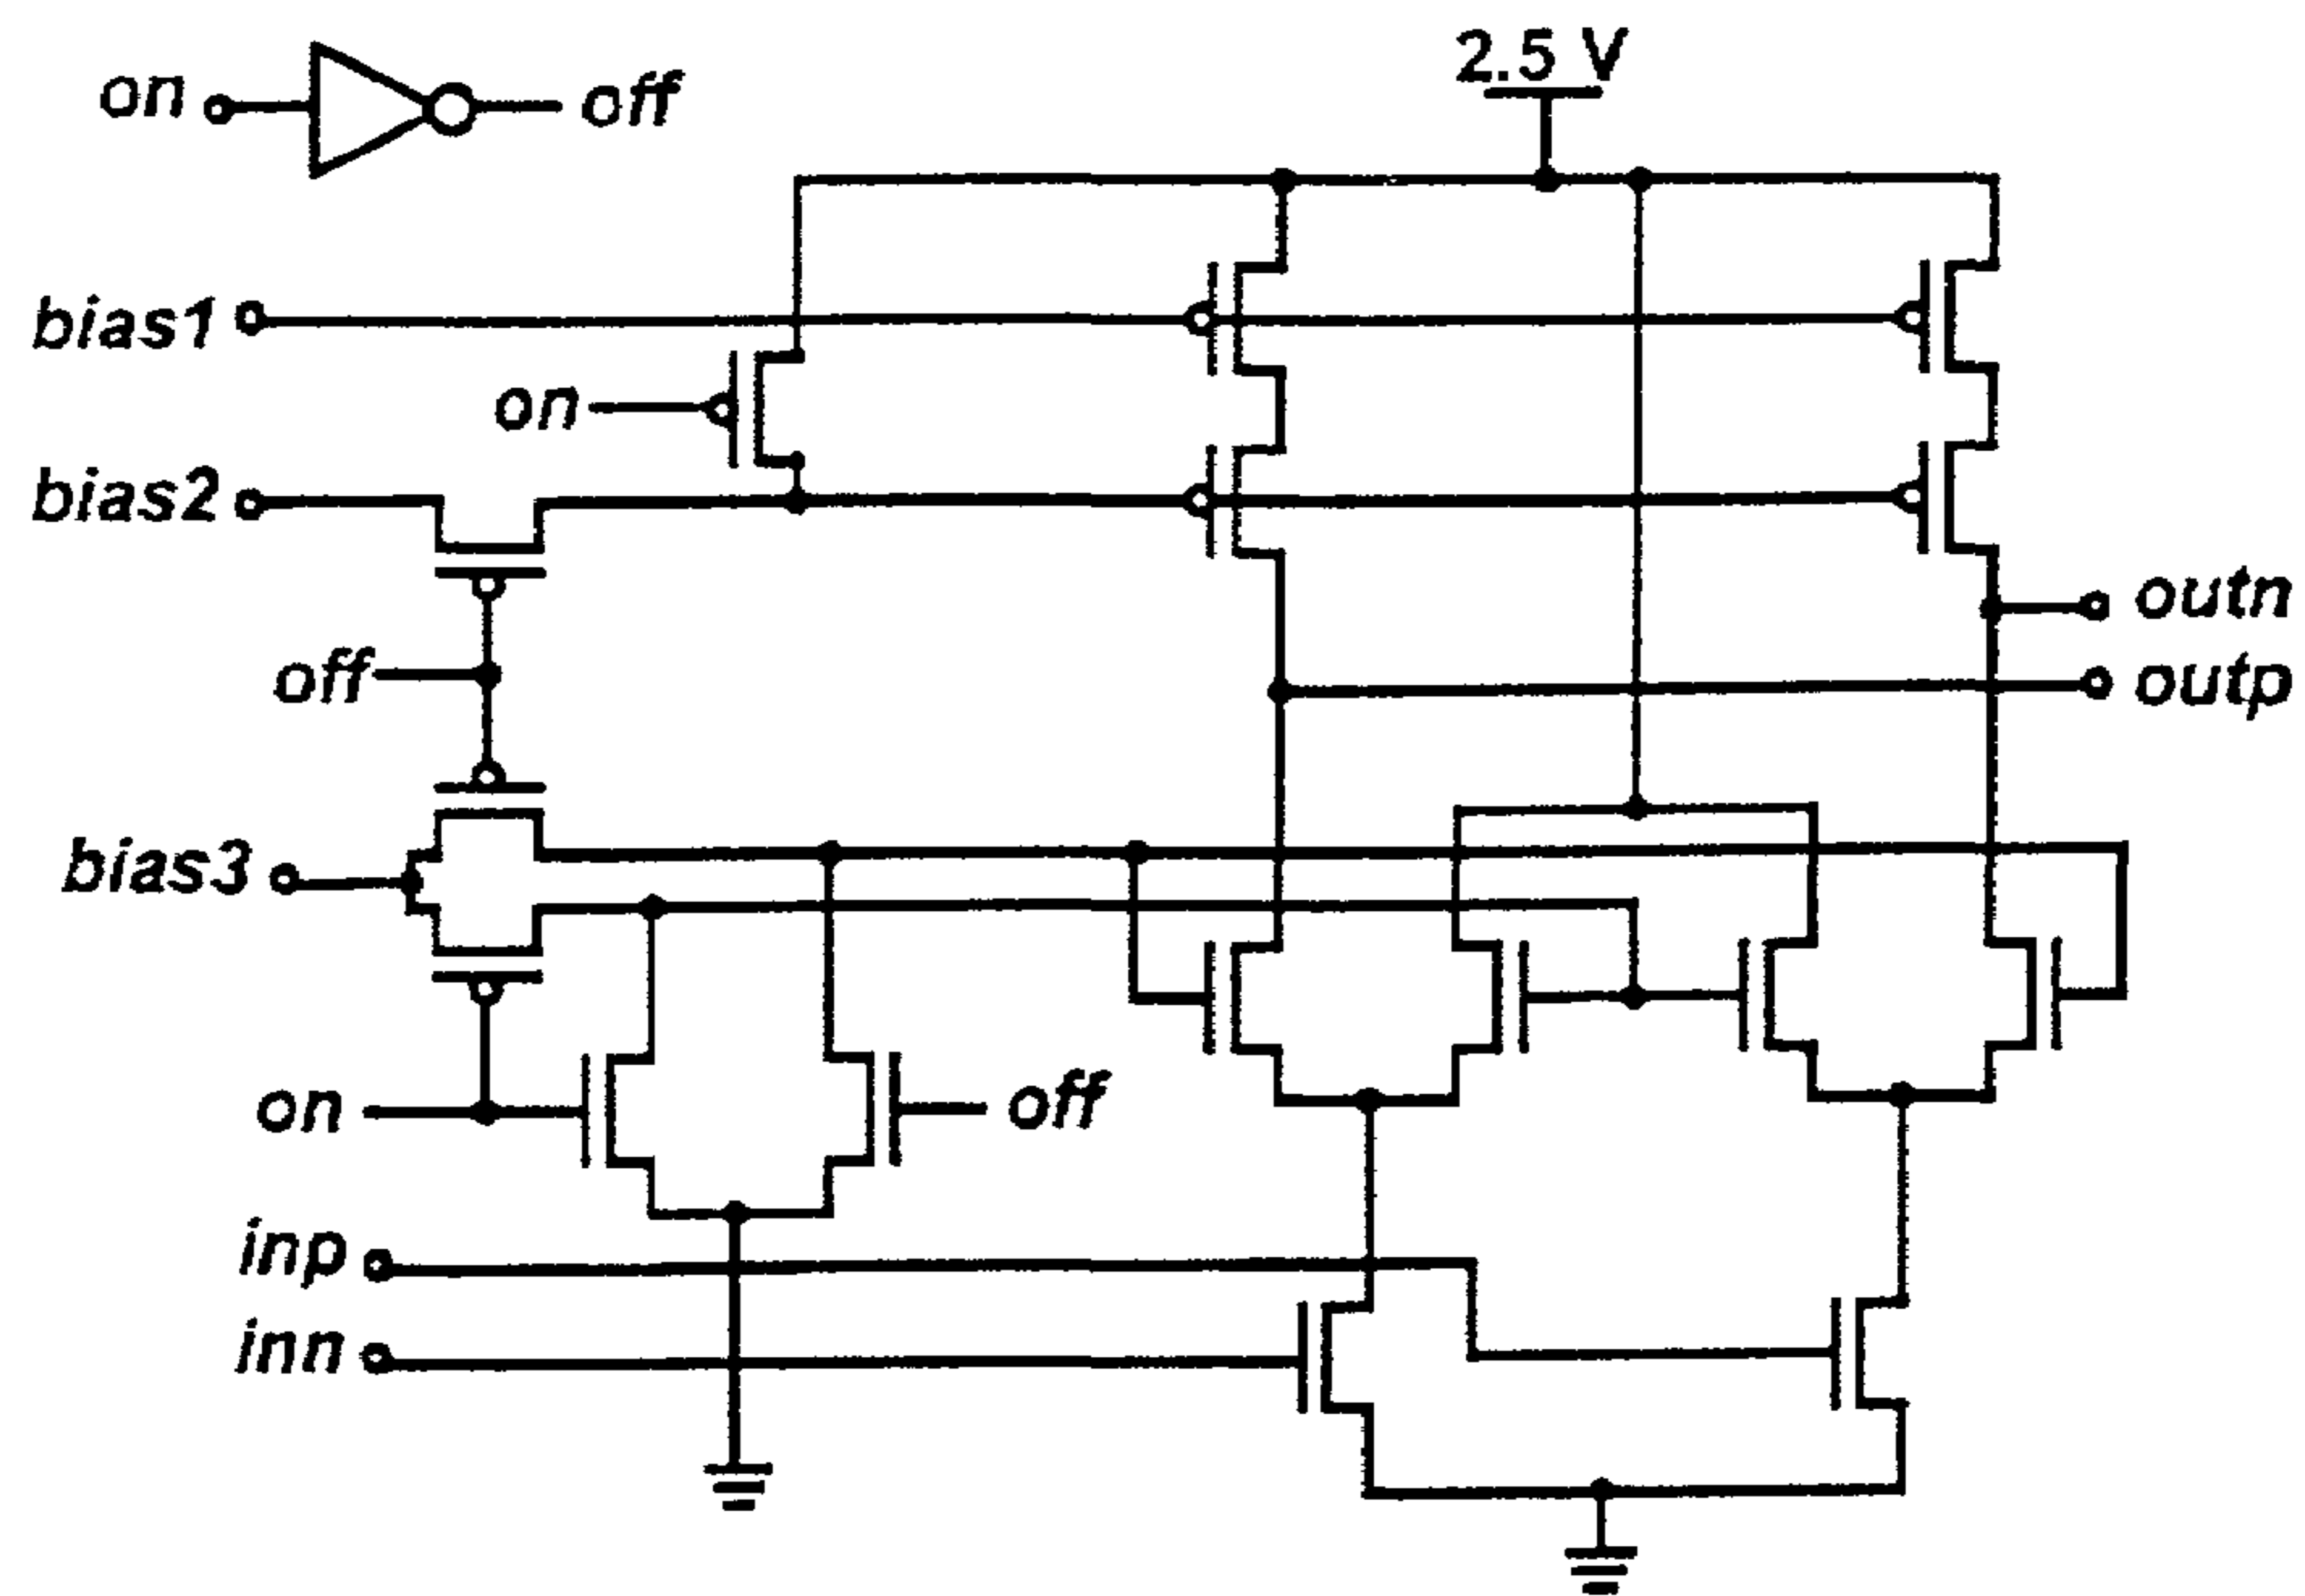 2.5 V
on
off
bias1
on
bias2
outn
off
outp
bias3
on
off
inp
inn